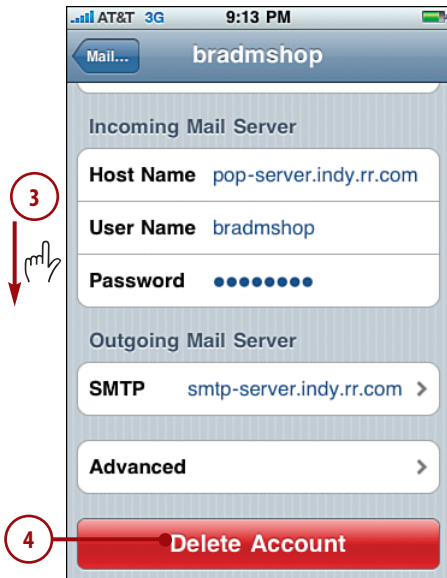 AT&T 3G 9:13 PM
Mail... bradmshop
Incoming Mail Server
Host Name pop-server.indy.rr.com
3
User Name bradmshop
Password ●●●●●●●●
Outgoing Mail Server
SMTP smtp-server.indy.rr.com >
Advanced >
4 Delete Account